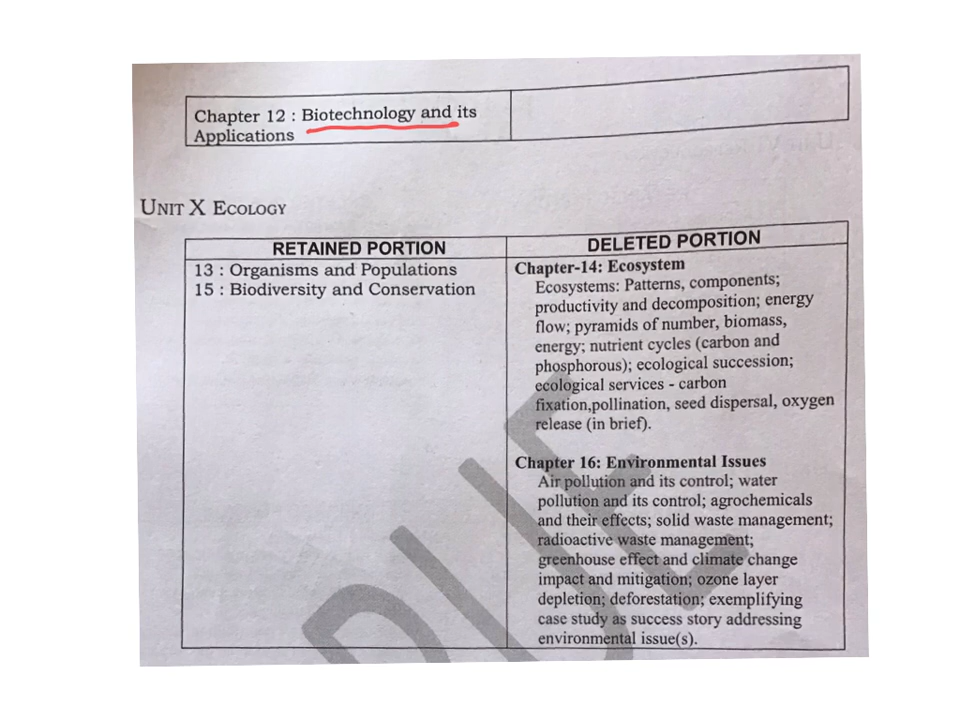 Chapter 12 : Biotechnology and its
Applications
UNIT X ECOLOGY
RETAINED PORTION
13 : Organisms and Populations
15 : Biodiversity and Conservation
DELETED PORTION
Chapter-14: Ecosystem
Ecosystems: Patterns, components;
productivity and decomposition; energy
flow; pyramids of number, biomass,
energy; nutrient cycles (carbon and
phosphorous); ecological succession;
ecological services - carbon
fixation,pollination, seed dispersal, oxygen
release (in brief).
Chapter 16: Environmental Issues
Air pollution and its control; water
pollution and its control; agrochemicals
and their effects; solid waste management;
radioactive waste management;
greenhouse effect and climate change
impact and mitigation; ozone layer
depletion; deforestation; exemplifying
case study as success story addressing
environmental issue(s).